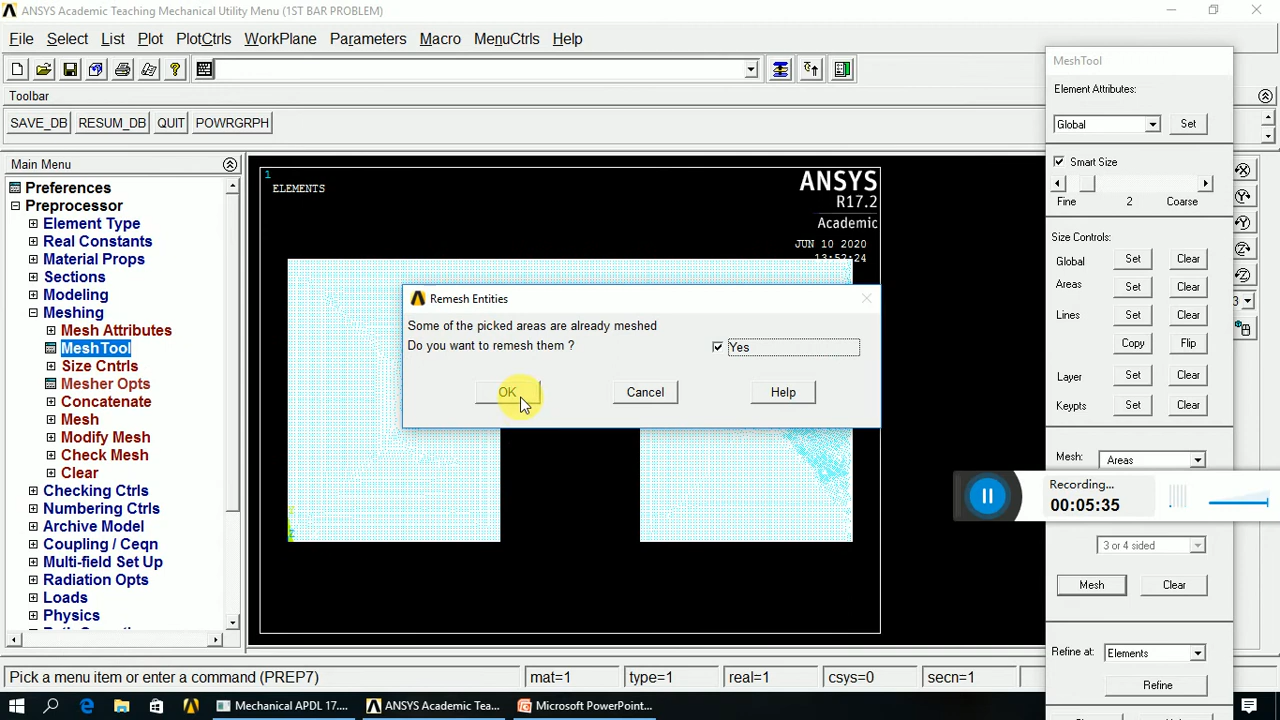 ANSYS Academic Teaching Mechanical Utility Menu (1ST BAR PROBLEM)
File Select List Plot PlotCtrls WorkPlane Parameters Macro MenuCtrls Help
Toolbar
SAVE_DB RESUM_DB QUIT POWRGRPH
Main Menu
Preferences
Preprocessor
Element Type
Real Constants
Material Props
Sections
Modeling
Meshing
Mesh Attributes
MeshTool
Size Cntrls
Mesher Opts
Concatenate
Mesh
Modify Mesh
Check Mesh
Clear
Checking Ctrls
Numbering Ctrls
Archive Model
Coupling / Ceqn
Multi-field Set Up
Radiation Opts
Loads
Physics
1
ELEMENTS
ANSYS
R17.2
Academic
JUN 10 2020
13:52:24
Remesh Entities
Some of the picked areas are already meshed
Do you want to remesh them ?
Yes
OK Cancel Help
MeshTool
Element Attributes:
Global Set
Smart Size
Fine 2 Coarse
Size Controls:
Global Set Clear
Areas Set Clear
Lines Set Clear
Copy Flip
Layer Set Clear
Keypts Set Clear
Mesh: Areas
Recording...
00:05:35
3 or 4 sided
Mesh Clear
Refine at: Elements
Refine
3
Pick a menu item or enter a command (PREP7) mat=1 type=1 real=1 csys=0 secn=1
Mechanical APDL 17.... ANSYS Academic Tea... Microsoft PowerPoint...